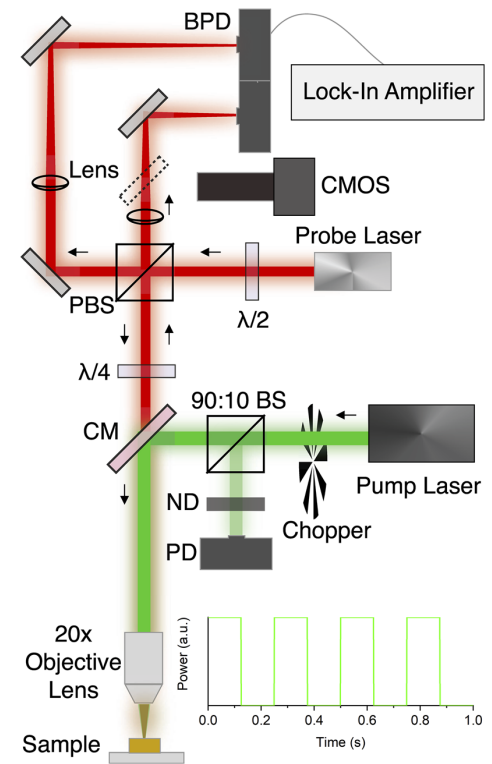 BPD
Lock-In Amplifier
Lens
CMOS
Probe Laser
PBS
λ/2
λ/4
90:10 BS
CM
Pump Laser
ND
Chopper
PD
20x
Objective
Lens
Sample
Power (a.u.)
0.0 0.2 0.4 0.6 0.8 1.0
Time (s)